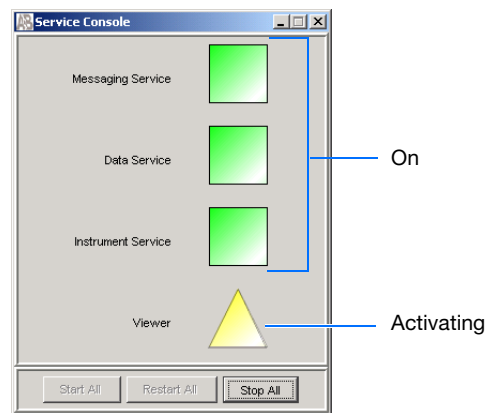 Service Console
Messaging Service
Data Service
On
Instrument Service
Viewer
Activating
Start All
Restart All
Stop All